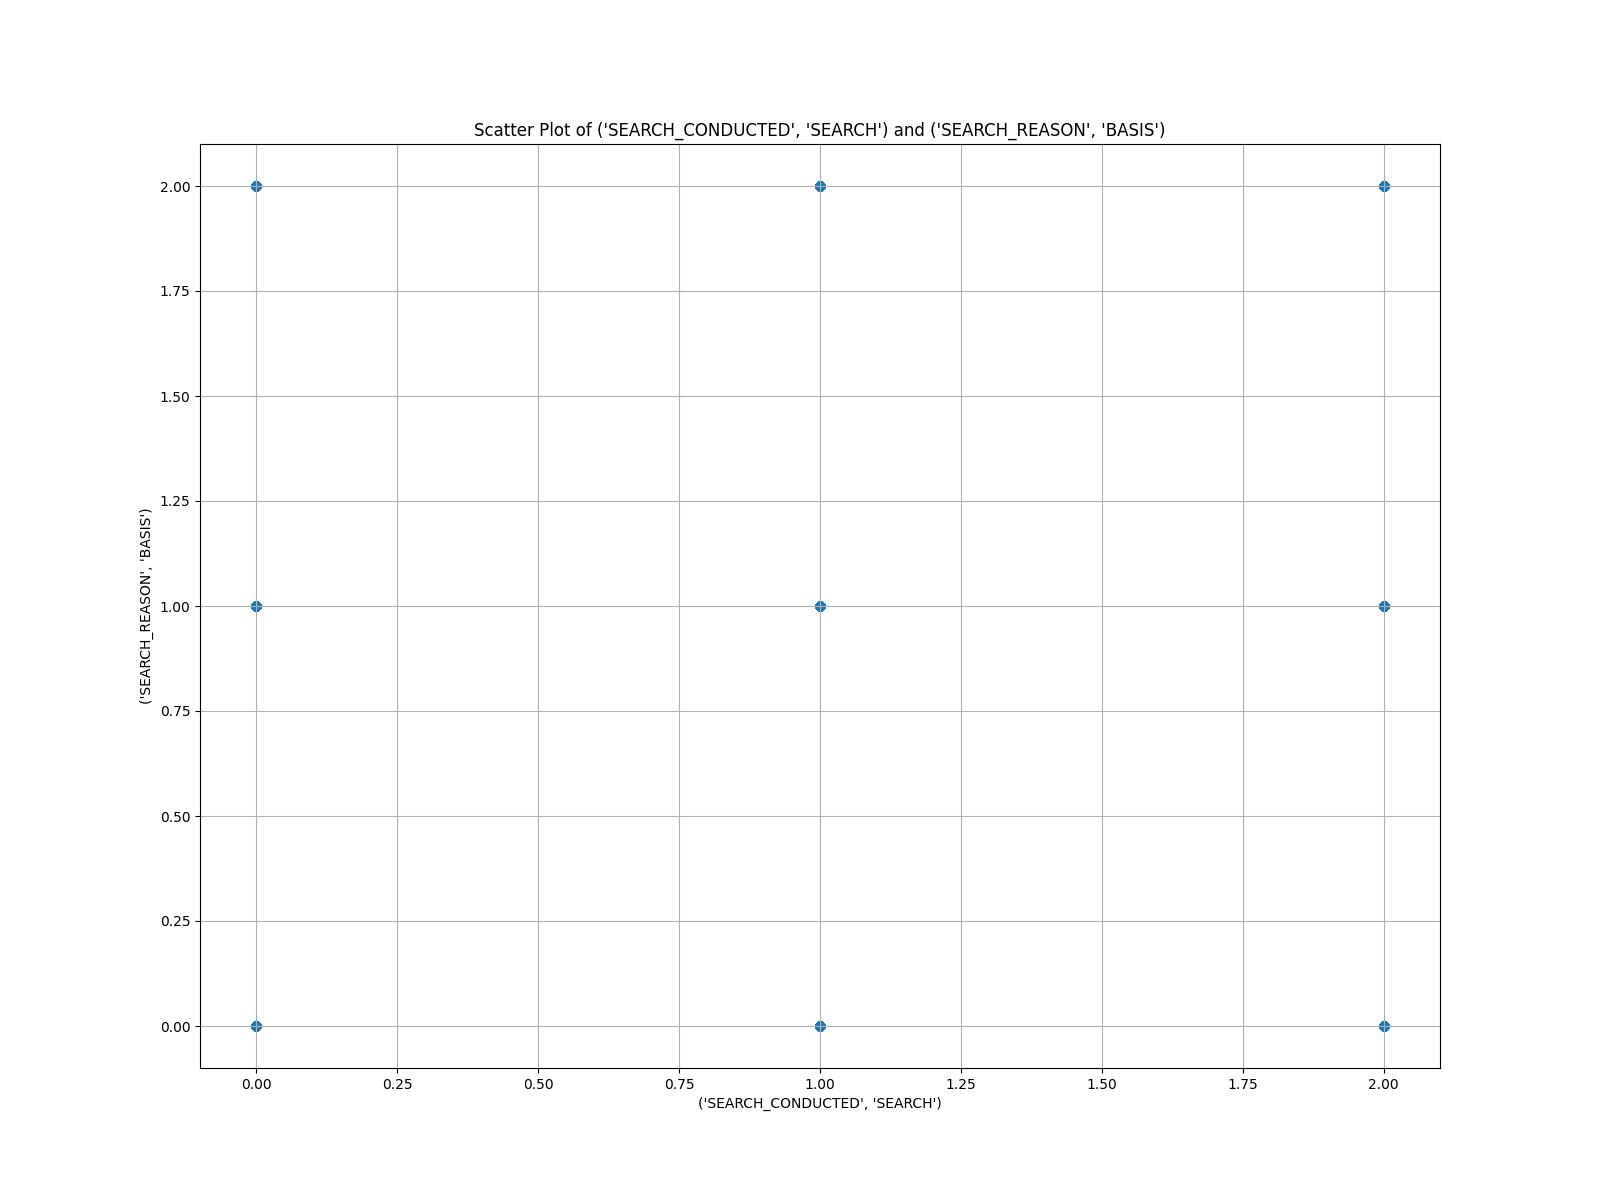 Scatter Plot of ('SEARCH_CONDUCTED', 'SEARCH') and ('SEARCH_REASON', 'BASIS')
('SEARCH_REASON', 'BASIS')
2.00
1.75
1.50
1.25
1.00
0.75
0.50
0.25
0.00
0.00 0.25 0.50 0.75 1.00 1.25 1.50 1.75 2.00
('SEARCH_CONDUCTED', 'SEARCH')